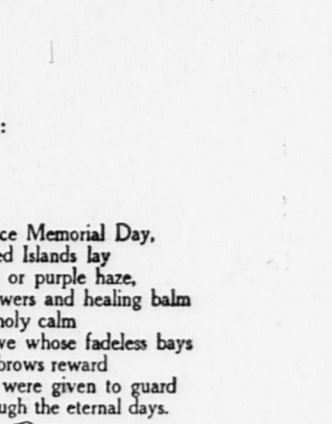 :
ce Memorial Day,
ed Islands lay
or purple haze,
wers and healing balm
holy calm
ve whose fadeless bays
brows reward
were given to guard
ugh the eternal days.